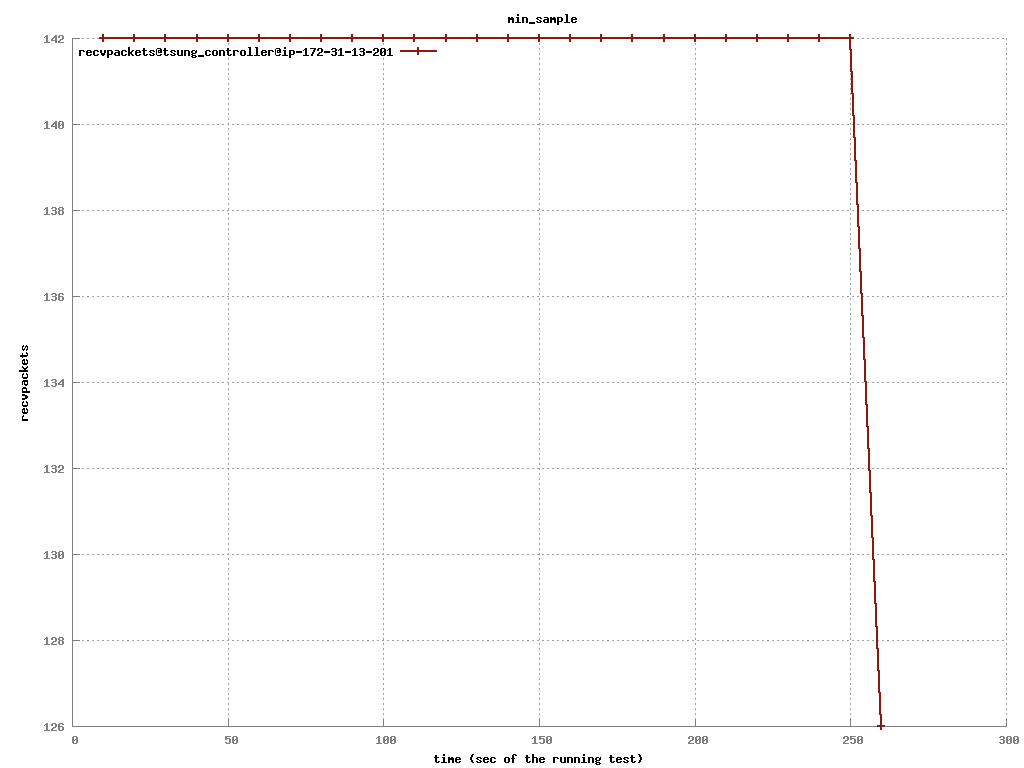 min_sample
142
recvpackets@tsung_controller@ip-172-31-13-201
140
138
136
134
132
130
128
126
recvpackets
0 50 100 150 200 250 300
time (sec of the running test)